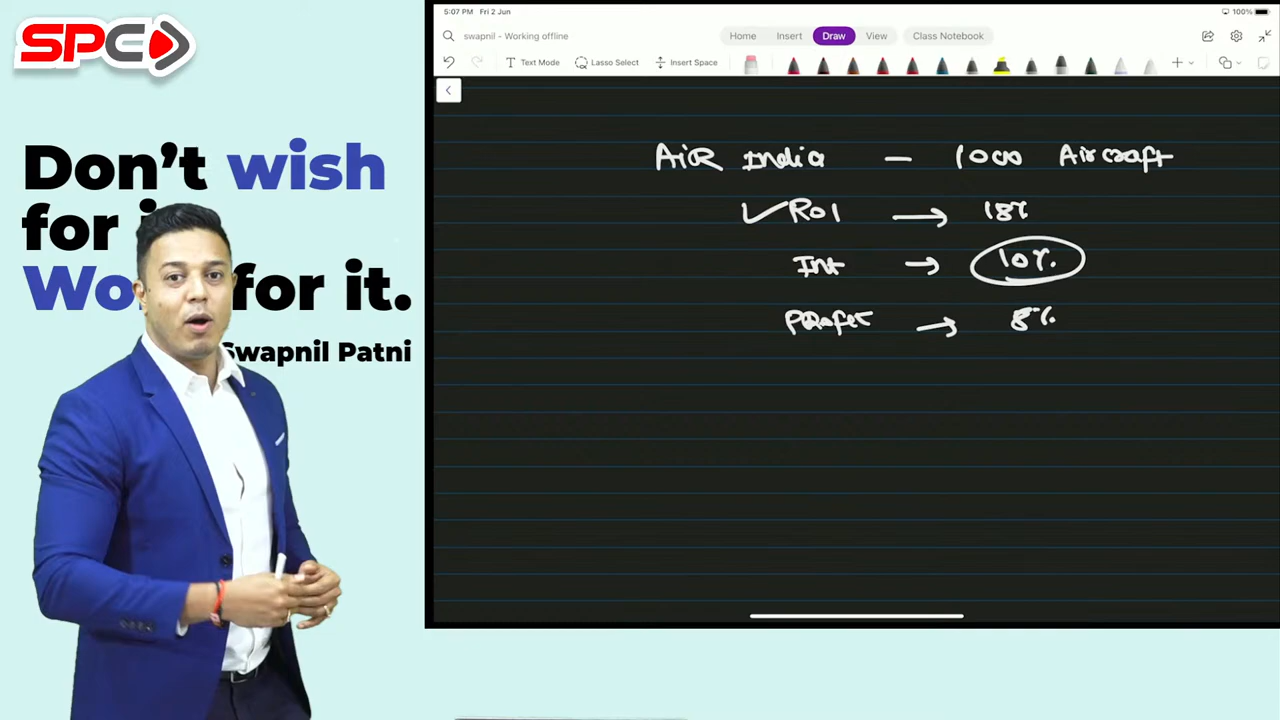 SPC
Don't wish
for i
Wo for it.
Swapnil Patni
5:07 PM Fri 2 Jun
100%
swapnil - Working offline
Home Insert Draw View Class Notebook
Text Mode Lasso Select Insert Space
AiR India - 1000 Aircraft
✓ROI → 18%
Int → 10%.
Profit → 8%.